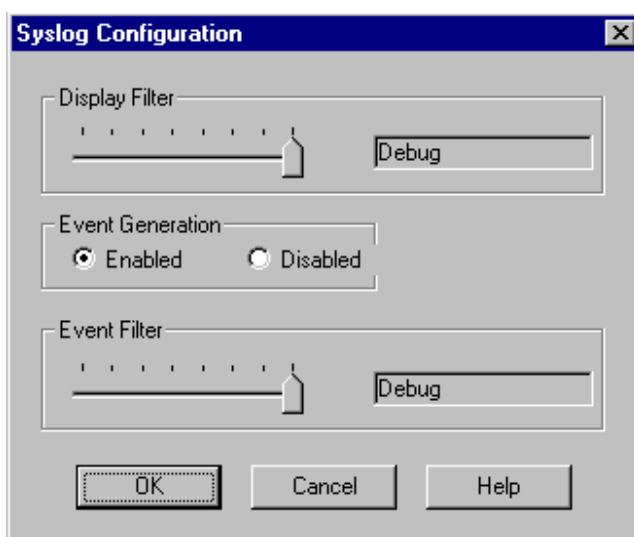 Syslog Configuration
Display Filter
Debug
Event Generation
Enabled Disabled
Event Filter
Debug
OK Cancel Help